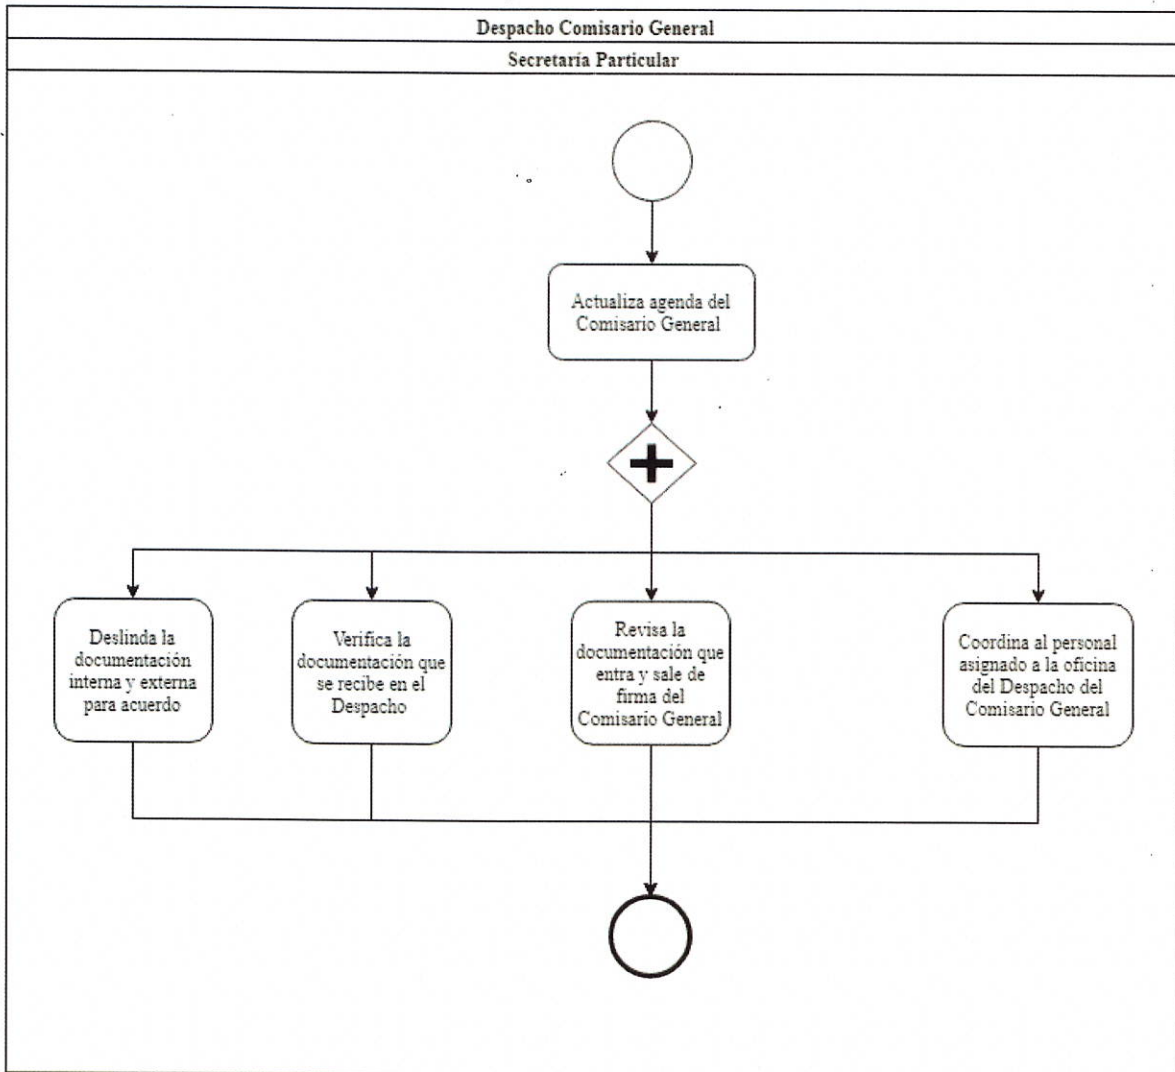 Despacho Comisario General
Secretaría Particular
Actualiza agenda del
Comisario General
Deslinda la
documentación
interna y externa
para acuerdo
Verifica la
documentación que
se recibe en el
Despacho
Revisa la
documentación que
entra y sale de
firma del
Comisario General
Coordina al personal
asignado a la oficina
del Despacho del
Comisario General